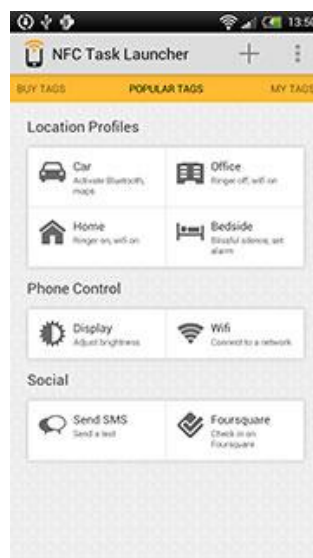 13:50
NFC Task Launcher
BUY TAGS
POPULAR TAGS
MY TAGS
Location Profiles
Car
Activate Bluetooth,
maps
Office
Ringer off, wifi on
Home
Ringer on, wifi on
Bedside
Blissful silence, set
alarm
Phone Control
Display
Adjust brightness
Wifi
Connect to a network
Social
Send SMS
Send a text
Foursquare
Check in on
Foursquare